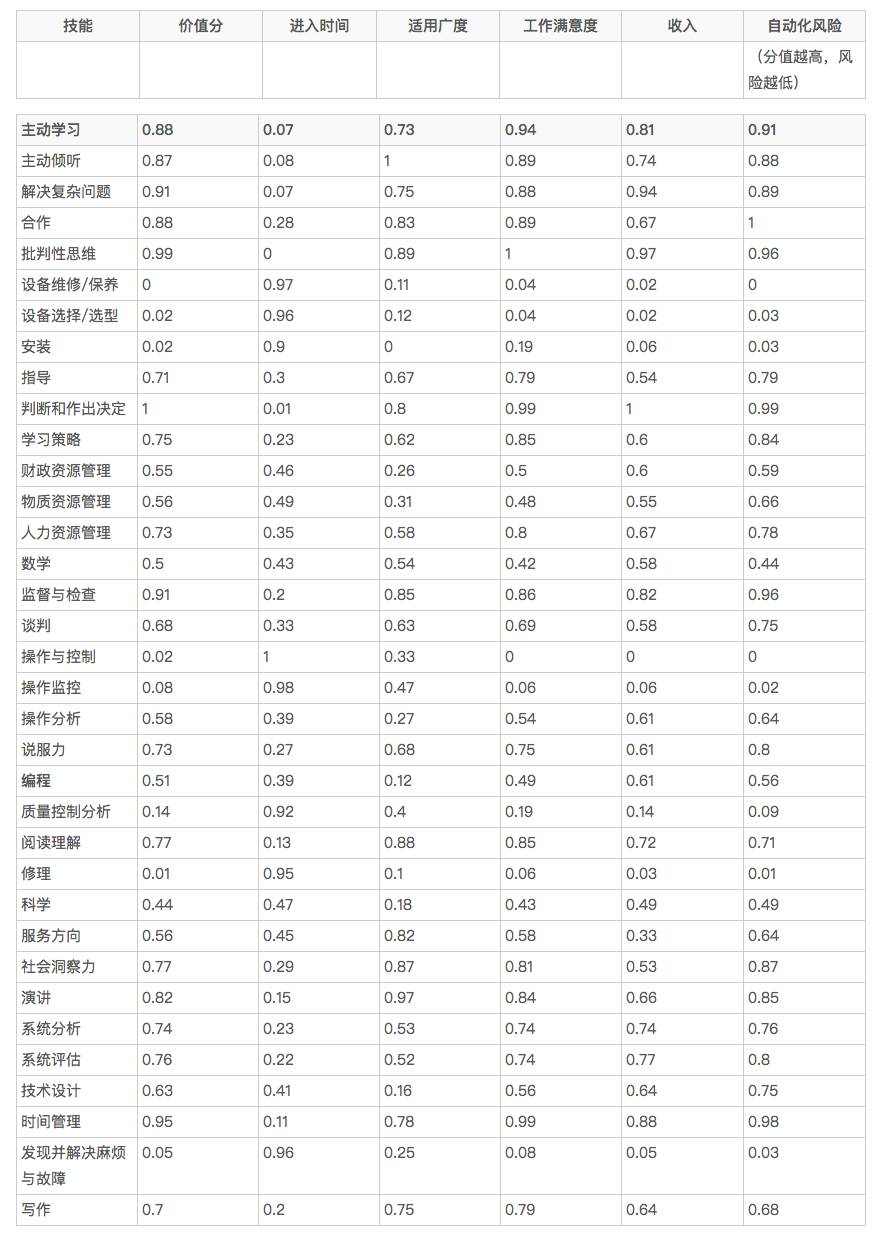 技能 价值分 进入时间 适用广度 工作满意度 收入 自动化风险
（分值越高，风
险越低）
主动学习 0.88 0.07 0.73 0.94 0.81 0.91
主动倾听 0.87 0.08 1 0.89 0.74 0.88
解决复杂问题 0.91 0.07 0.75 0.88 0.94 0.89
合作 0.88 0.28 0.83 0.89 0.67 1
批判性思维 0.99 0 0.89 1 0.97 0.96
设备维修/保养 0 0.97 0.11 0.04 0.02 0
设备选择/选型 0.02 0.96 0.12 0.04 0.02 0.03
安装 0.02 0.9 0 0.19 0.06 0.03
指导 0.71 0.3 0.67 0.79 0.54 0.79
判断和作出决定 1 0.01 0.8 0.99 1 0.99
学习策略 0.75 0.23 0.62 0.85 0.6 0.84
财政资源管理 0.55 0.46 0.26 0.5 0.6 0.59
物质资源管理 0.56 0.49 0.31 0.48 0.55 0.66
人力资源管理 0.73 0.35 0.58 0.8 0.67 0.78
数学 0.5 0.43 0.54 0.42 0.58 0.44
监督与检查 0.91 0.2 0.85 0.86 0.82 0.96
谈判 0.68 0.33 0.63 0.69 0.58 0.75
操作与控制 0.02 1 0.33 0 0 0
操作监控 0.08 0.98 0.47 0.06 0.06 0.02
操作分析 0.58 0.39 0.27 0.54 0.61 0.64
说服力 0.73 0.27 0.68 0.75 0.61 0.8
编程 0.51 0.39 0.12 0.49 0.61 0.56
质量控制分析 0.14 0.92 0.4 0.19 0.14 0.09
阅读理解 0.77 0.13 0.88 0.85 0.72 0.71
修理 0.01 0.95 0.1 0.06 0.03 0.01
科学 0.44 0.47 0.18 0.43 0.49 0.49
服务方向 0.56 0.45 0.82 0.58 0.33 0.64
社会洞察力 0.77 0.29 0.87 0.81 0.53 0.87
演讲 0.82 0.15 0.97 0.84 0.66 0.85
系统分析 0.74 0.23 0.53 0.74 0.74 0.76
系统评估 0.76 0.22 0.52 0.74 0.77 0.8
技术设计 0.63 0.41 0.16 0.56 0.64 0.75
时间管理 0.95 0.11 0.78 0.99 0.88 0.98
发现并解决麻烦 0.05 0.96 0.25 0.08 0.05 0.03
与故障
写作 0.7 0.2 0.75 0.79 0.64 0.68